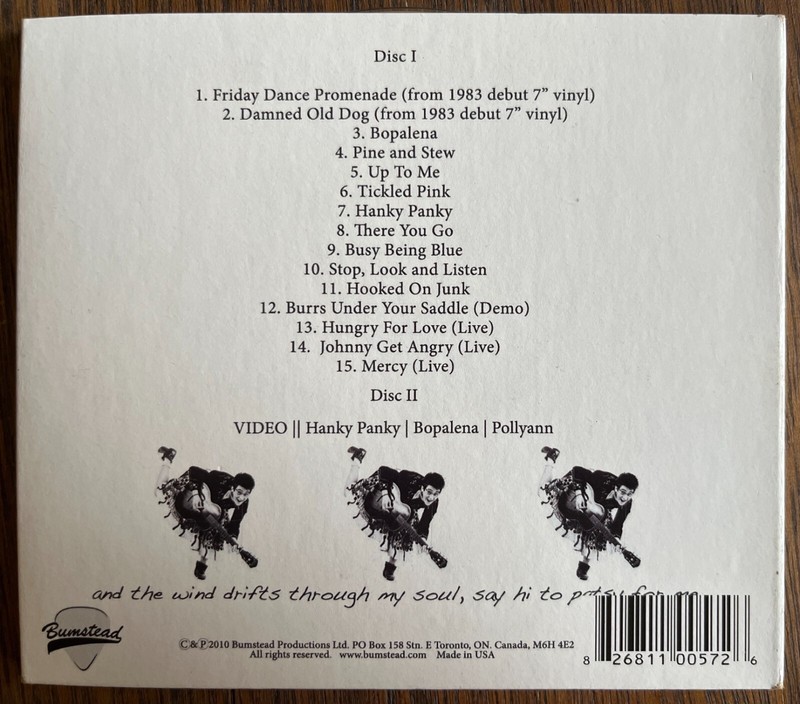 Disc I
1. Friday Dance Promenade (from 1983 debut 7” vinyl)
2. Damned Old Dog (from 1983 debut 7” vinyl)
3. Bopalena
4. Pine and Stew
5. Up To Me
6. Tickled Pink
7. Hanky Panky
8. There You Go
9. Busy Being Blue
10. Stop, Look and Listen
11. Hooked On Junk
12. Burrs Under Your Saddle (Demo)
13. Hungry For Love (Live)
14. Johnny Get Angry (Live)
15. Mercy (Live)
Disc II
VIDEO || Hanky Panky | Bopalena | Pollyann
and the wind drifts through my soul, say hi to patsy for me
Bumstead
©&℗2010 Bumstead Productions Ltd. PO Box 158 Stn. E Toronto, ON. Canada, M6H 4E2
All rights reserved. www.bumstead.com Made in USA
8 26811 00572 6